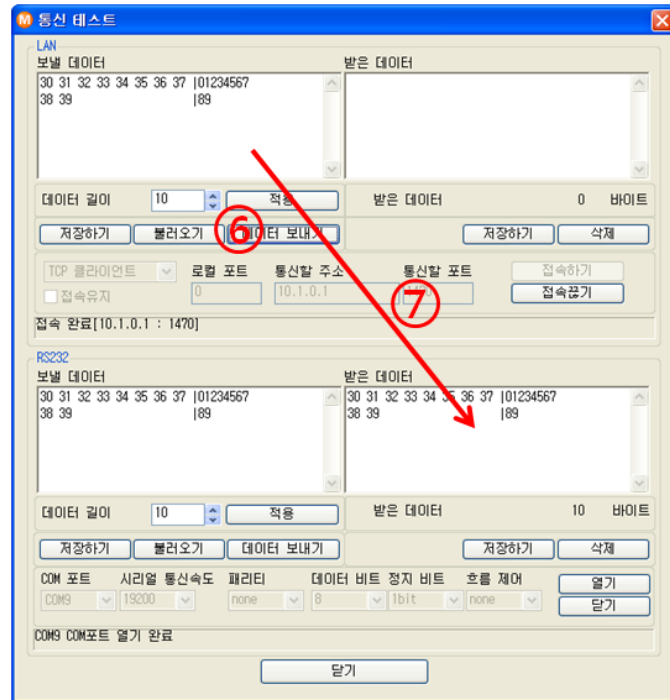 통신 테스트
LAN
보낼 데이터 받은 데이터
30 31 32 33 34 35 36 37 |01234567
38 39 |89
데이터 길이 10 적용 받은 데이터 0 바이트
⑥
저장하기 불러오기 데이터 보내기 저장하기 삭제
TCP 클라이언트 로컬 포트 통신할 주소 통신할 포트 접속하기
접속유지 0 10.1.0.1 접속끊기
⑦
접속 완료[10.1.0.1 : 1470]
RS232
보낼 데이터 받은 데이터
30 31 32 33 34 35 36 37 |01234567 30 31 32 33 34 35 36 37 |01234567
38 39 |89 38 39 |89
데이터 길이 10 적용 받은 데이터 10 바이트
저장하기 불러오기 데이터 보내기 저장하기 삭제
COM 포트 시리얼 통신속도 패리티 데이터 비트 정지 비트 흐름 제어 열기
COM9 19200 none 8 1bit none 닫기
COM9 COM포트 열기 완료
닫기